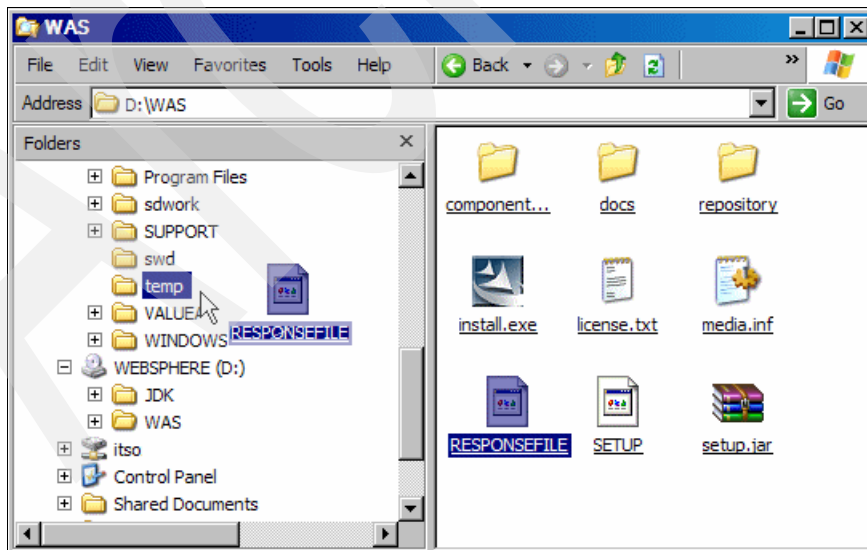 WAS
File Edit View Favorites Tools Help Back »
Address D:\WAS Go
Folders
Program Files
sdwork
SUPPORT
swd
temp
WINDOWS
RESPONSEFILE
WEBSPHERE (D:)
JDK
WAS
itso
Control Panel
Shared Documents
component... docs repository
install.exe license.txt media.inf
RESPONSEFILE SETUP setup.jar